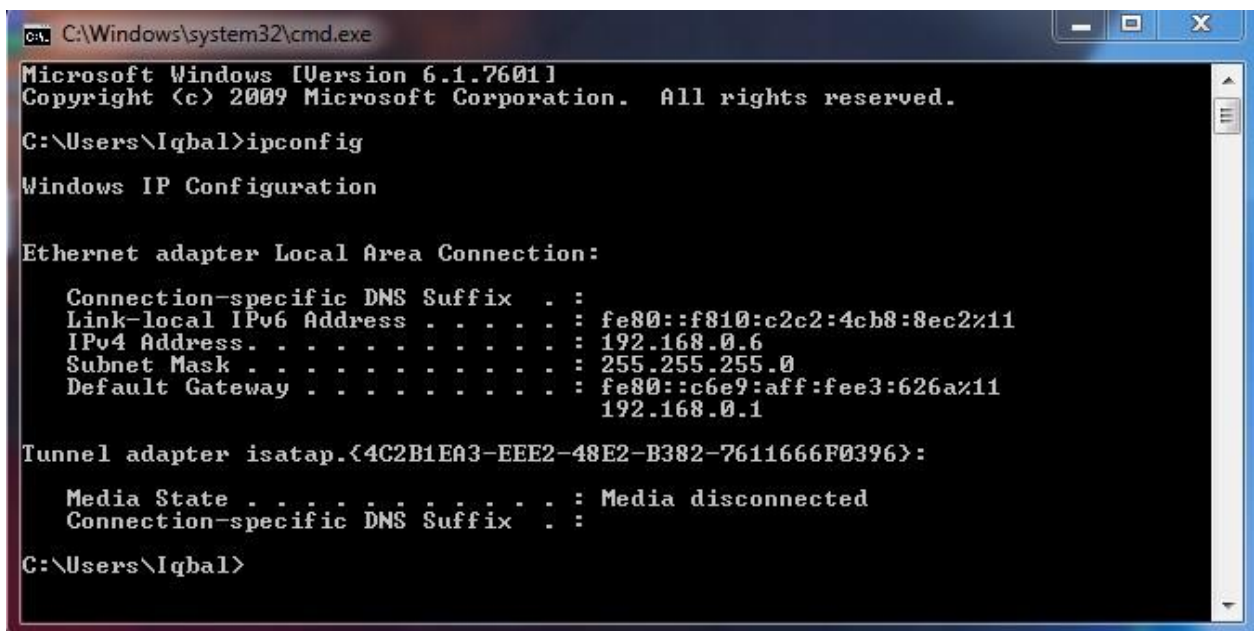 C:\Windows\system32\cmd.exe
Microsoft Windows [Version 6.1.7601]
Copyright (c) 2009 Microsoft Corporation.  All rights reserved.
C:\Users\Iqbal>ipconfig
Windows IP Configuration
Ethernet adapter Local Area Connection:
   Connection-specific DNS Suffix  . :
   Link-local IPv6 Address . . . . . : fe80::f810:c2c2:4cb8:8ec2%11
   IPv4 Address. . . . . . . . . . . : 192.168.0.6
   Subnet Mask . . . . . . . . . . . : 255.255.255.0
   Default Gateway . . . . . . . . . : fe80::c6e9:aff:fee3:626a%11
                                       192.168.0.1
Tunnel adapter isatap.{4C2B1EA3-EEE2-48E2-B382-7611666F0396}:
   Media State . . . . . . . . . . . : Media disconnected
   Connection-specific DNS Suffix  . :
C:\Users\Iqbal>